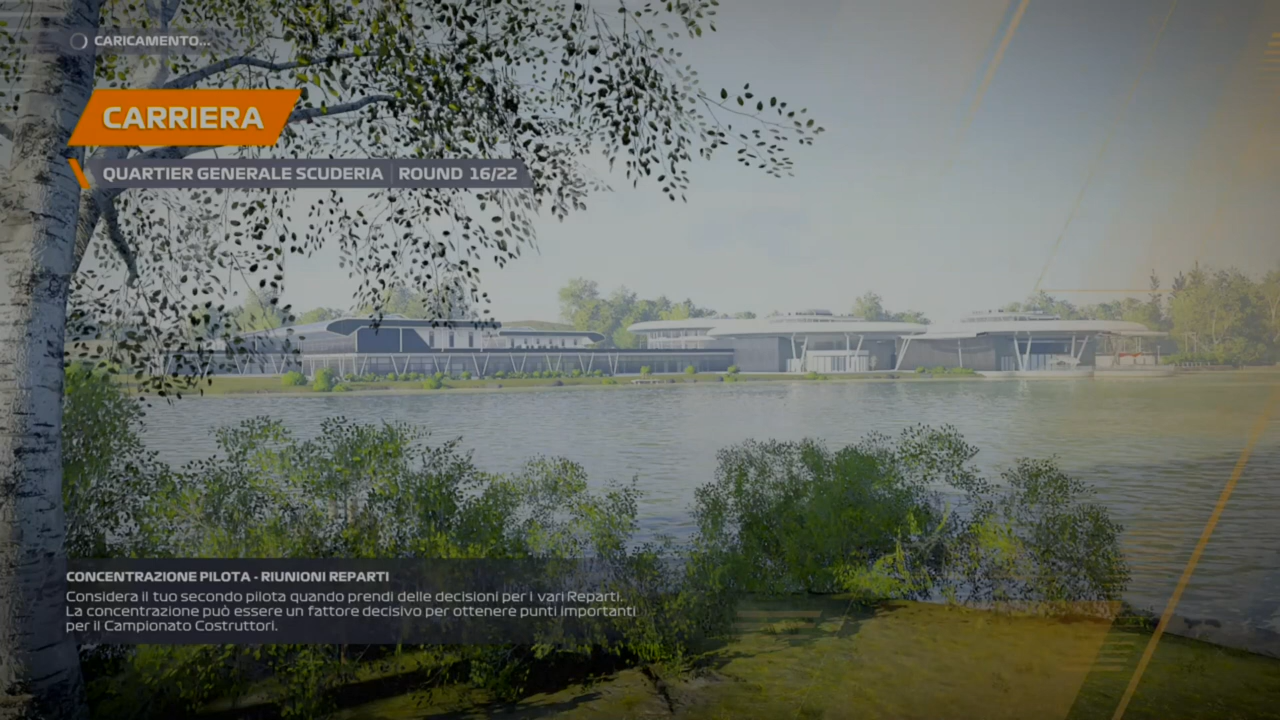 CARICAMENTO...
CARRIERA
QUARTIER GENERALE SCUDERIA | ROUND 16/22
CONCENTRAZIONE PILOTA - RIUNIONI REPARTI
Considera il tuo secondo pilota quando prendi delle decisioni per i vari Reparti.
La concentrazione può essere un fattore decisivo per ottenere punti importanti
per il Campionato Costruttori.